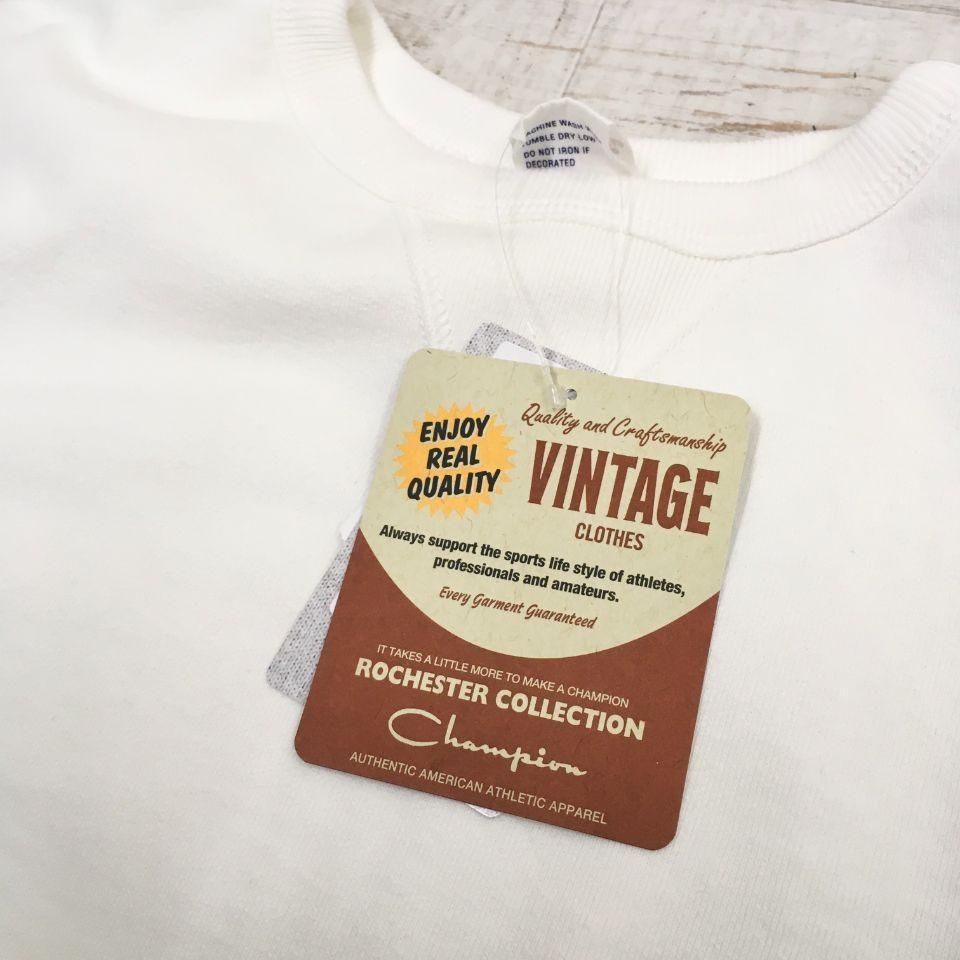 MACHINE WASH
TUMBLE DRY LOW
DO NOT IRON IF
DECORATED
ENJOY
REAL
QUALITY
Quality and Craftsmanship
VINTAGE
CLOTHES
Always support the sports life style of athletes,
professionals and amateurs.
Every Garment Guaranteed
IT TAKES A LITTLE MORE TO MAKE A CHAMPION
ROCHESTER COLLECTION
Champion
AUTHENTIC AMERICAN ATHLETIC APPAREL